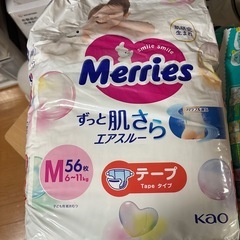 smile smile
Merries
ずっと肌さら
エアスルー
M 56枚
6~11kg
テープ
Tape タイプ
Kao